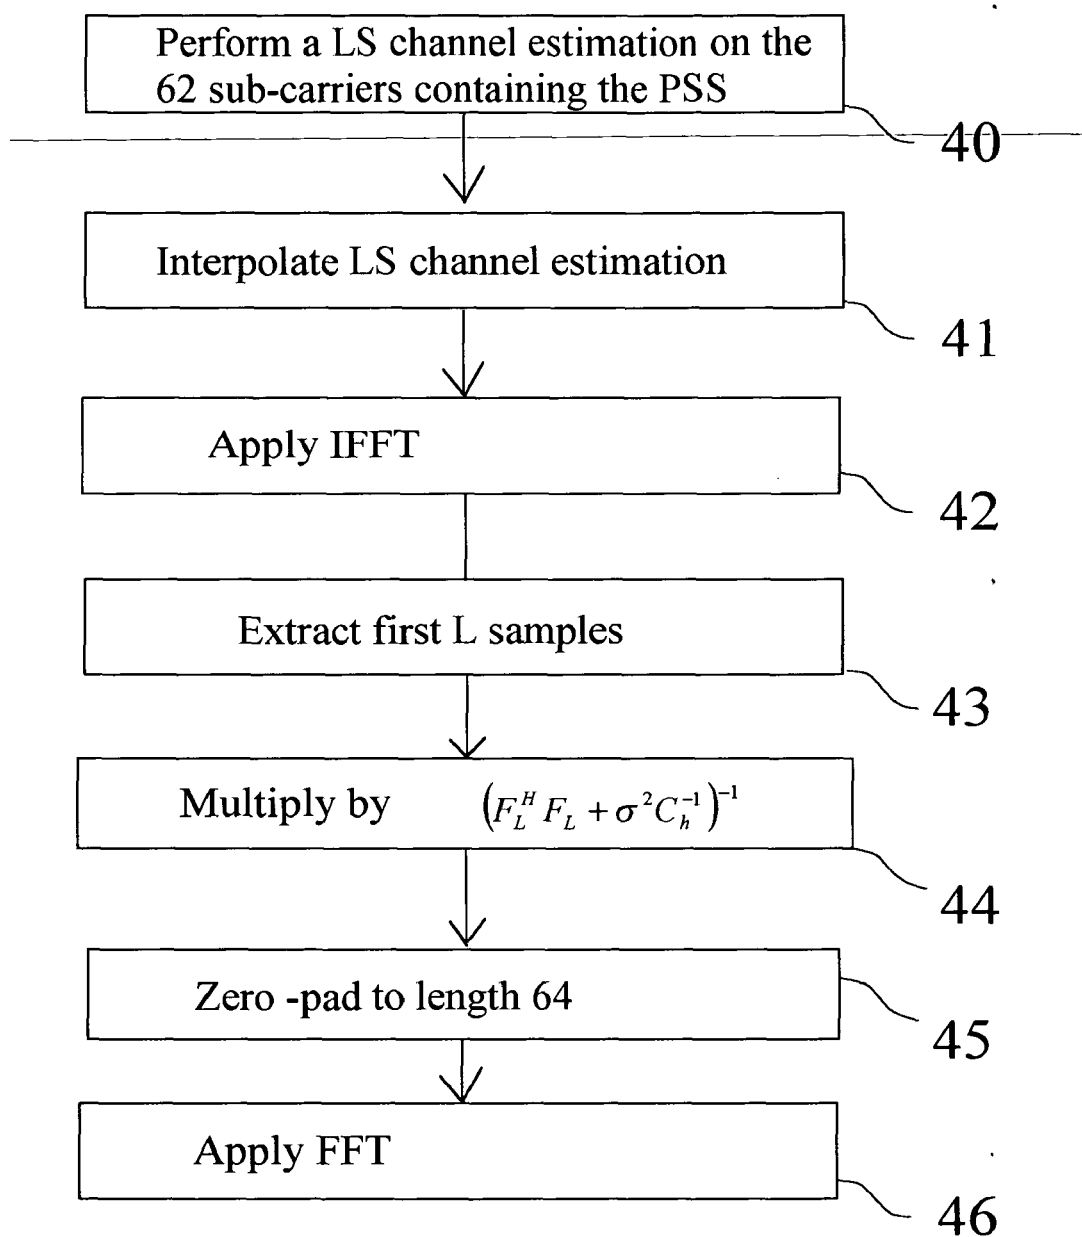 Perform a LS channel estimation on the
62 sub-carriers containing the PSS
40
Interpolate LS channel estimation
41
Apply IFFT
42
Extract first L samples
43
Multiply by (F_L^H F_L + σ² C_h^{-1})^{-1}
44
Zero -pad to length 64
45
Apply FFT
46